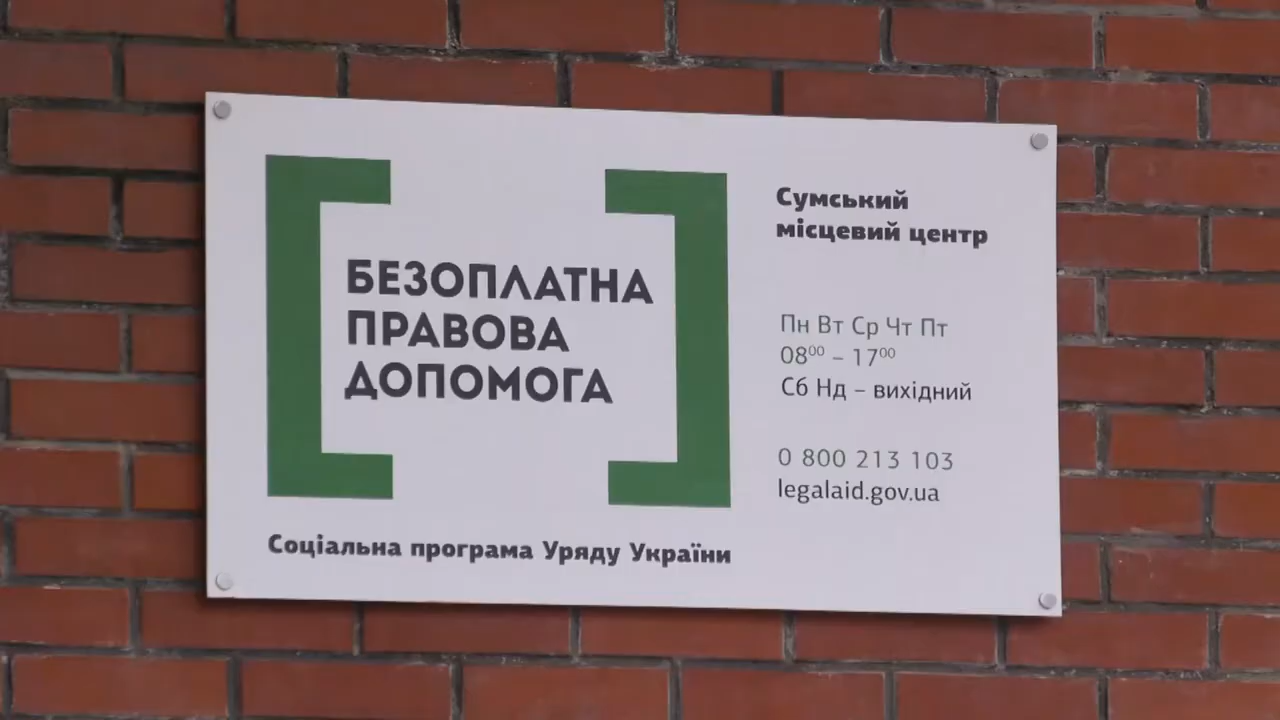 БЕЗОПЛАТНА
ПРАВОВА
ДОПОМОГА
Соціальна програма Уряду України
Сумський
місцевий центр
Пн Вт Ср Чт Пт
08⁰⁰ – 17⁰⁰
Сб Нд – вихідний
0 800 213 103
legalaid.gov.ua